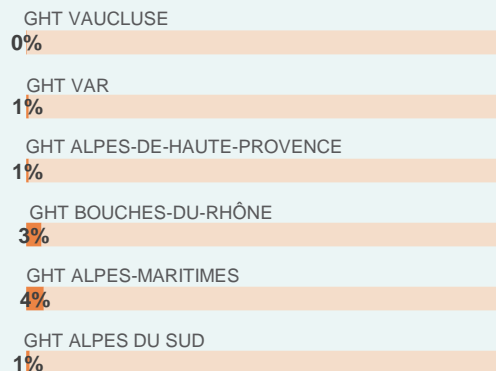 GHT VAUCLUSE
0%
GHT VAR
1%
GHT ALPES-DE-HAUTE-PROVENCE
1%
GHT BOUCHES-DU-RHÔNE
3%
GHT ALPES-MARITIMES
4%
GHT ALPES DU SUD
1%